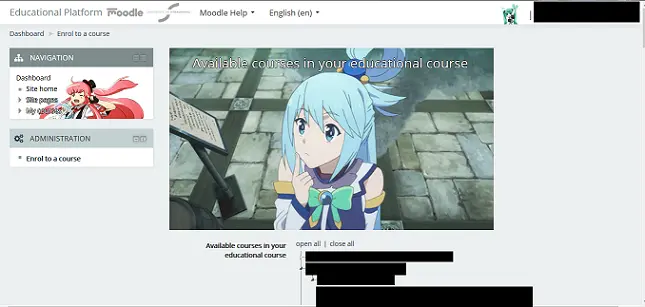 Educational Platform moodle
Moodle Help
English (en)
|
Dashboard > Enrol to a course
NAVIGATION
Dashboard
Site home
Site pages
My courses
ADMINISTRATION
Enrol to a course
Available courses in your educational course
Available courses in your
educational course
open all | close all